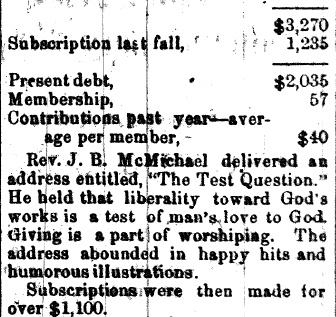 $3,270
Subscription last fall, 1,235
Present debt, $2,035
Membership, 57
Contributions past year—aver-
age per member, $40
Rev. J. B. McMichael delivered an
address entitled, "The Test Question."
He held that liberality toward God's
works is a test of man's love to God.
Giving is a part of worshiping. The
address abounded in happy hits and
humorous illustrations.
Subscriptions were then made for
over $1,100.